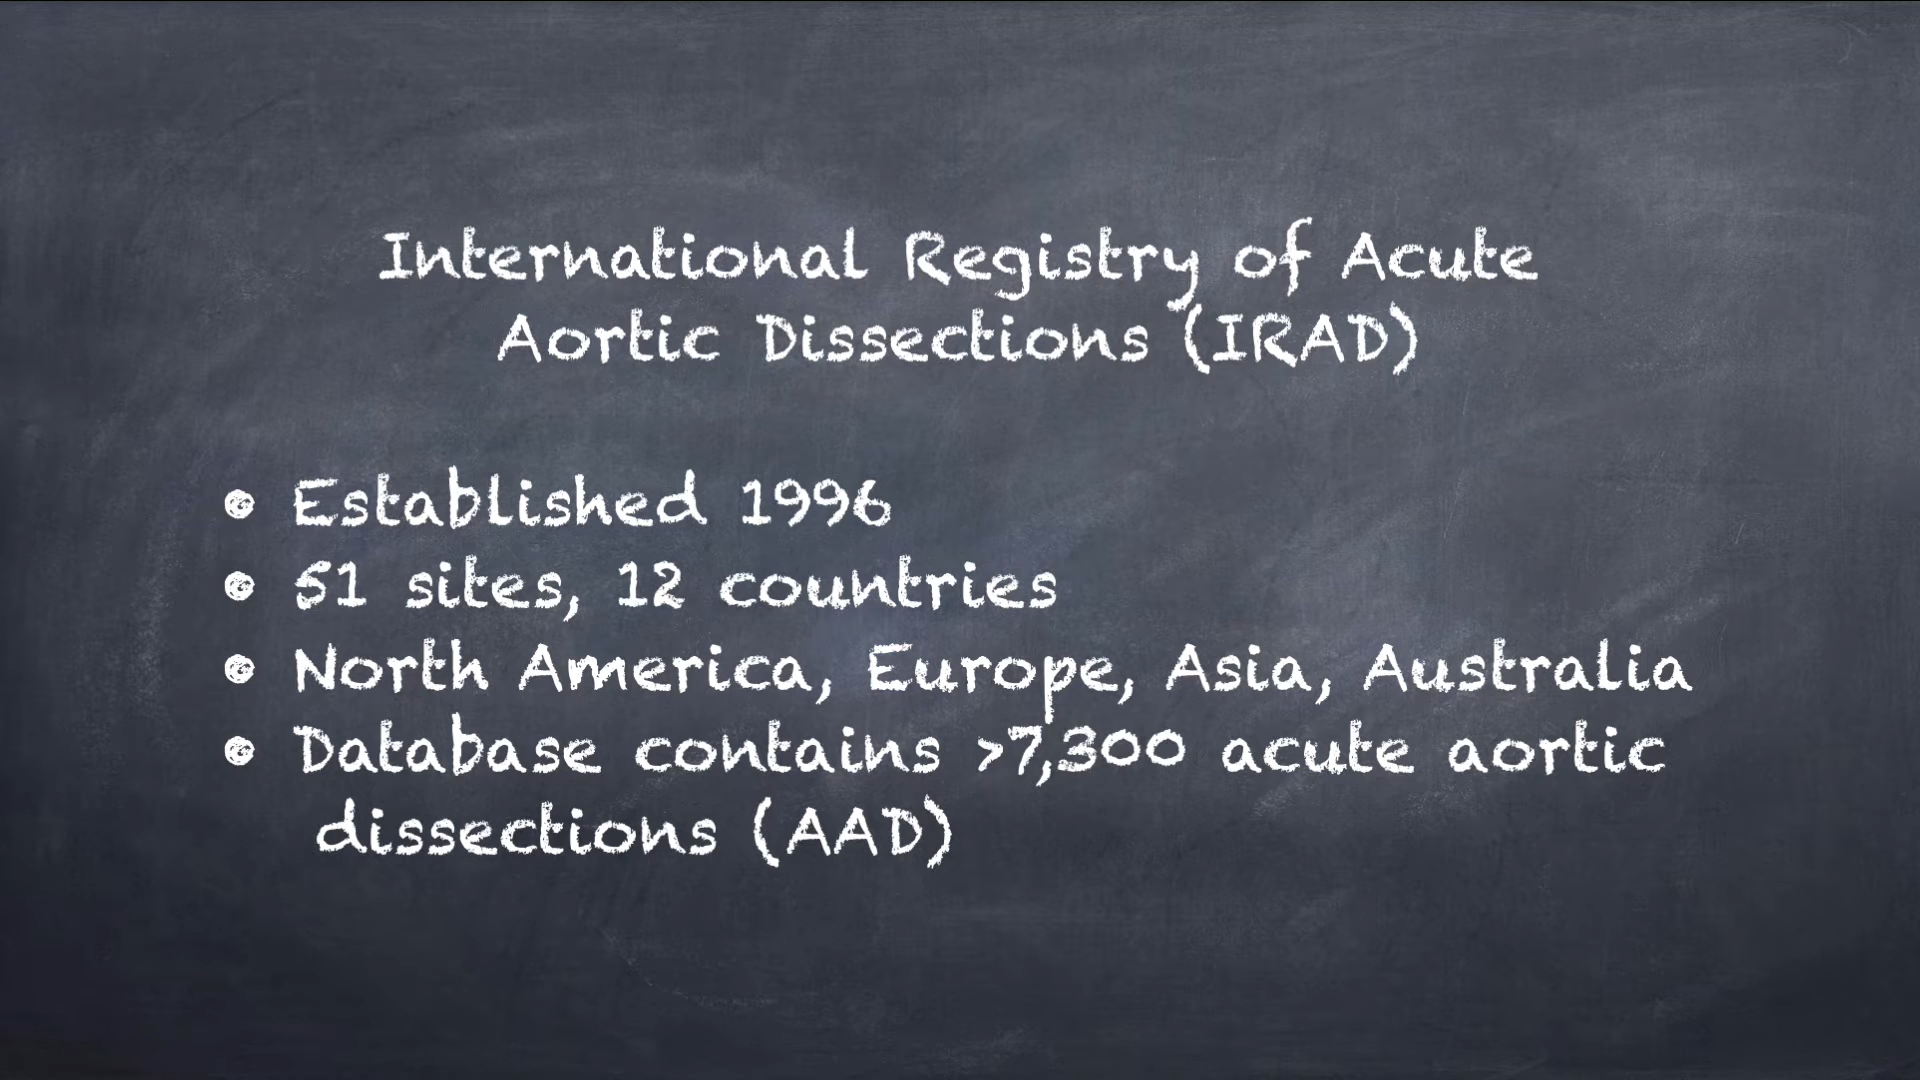 International Registry of Acute
Aortic Dissections (IRAD)
• Established 1996
• 51 sites, 12 countries
• North America, Europe, Asia, Australia
• Database contains >7,300 acute aortic
dissections (AAD)